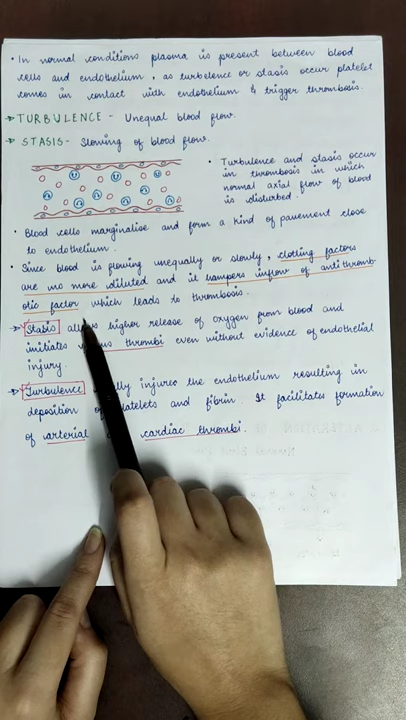 • In normal conditions plasma is present between blood
cells and endothelium, as turbelence or stasis occur platelet
comes in contact with endothelium & trigger thrombosis.
→ TURBULENCE - Unequal blood flow.
→ STASIS - Slowing of blood flow.
• Turbulence and stasis occur
in thrombosis in which
normal axial flow of blood
is disturbed.
• Blood cells marginalise and form a kind of pavement close
to endothelium.
• Since blood is flowing unequally or slowly, clotting factors
are no more diluted and it hampers inflow of antithromb
otic factor which leads to thrombosis.
→ Stasis higher release of oxygen from blood and
initiates thrombi even without evidence of endothelial
injury.
→ Turbulence injures the endothelium resulting in
deposition of platelets and fibrin. It facilitates formation
of arterial cardiac thrombi.